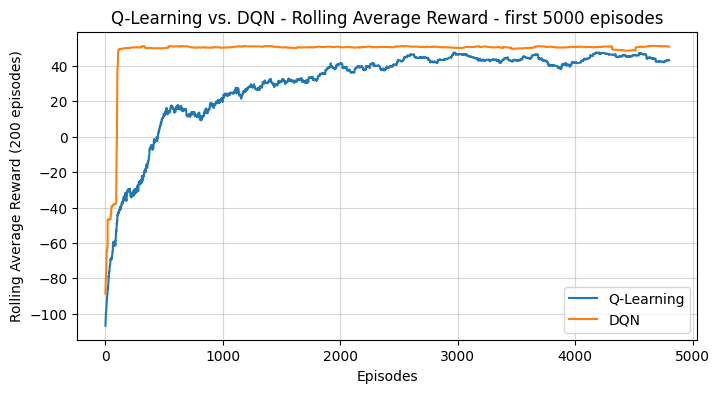 Q-Learning vs. DQN - Rolling Average Reward - first 5000 episodes
Rolling Average Reward (200 episodes)
40
20
0
−20
−40
−60
−80
−100
0
1000
2000
3000
4000
5000
Episodes
Q-Learning
DQN